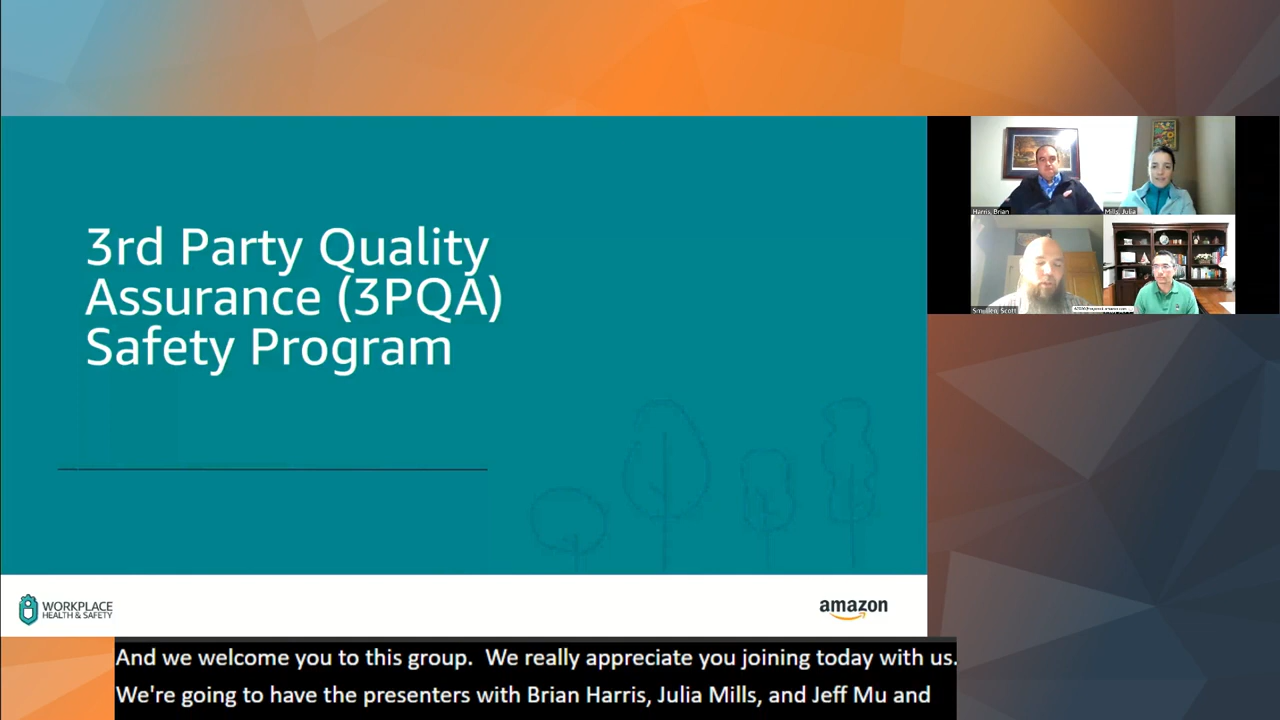 3rd Party Quality
Assurance (3PQA)
Safety Program
WORKPLACE
HEALTH & SAFETY
amazon
Harris, Brian
Mills, Julia
Smullen, Scott
And we welcome you to this group. We really appreciate you joining today with us.
We're going to have the presenters with Brian Harris, Julia Mills, and Jeff Mu and